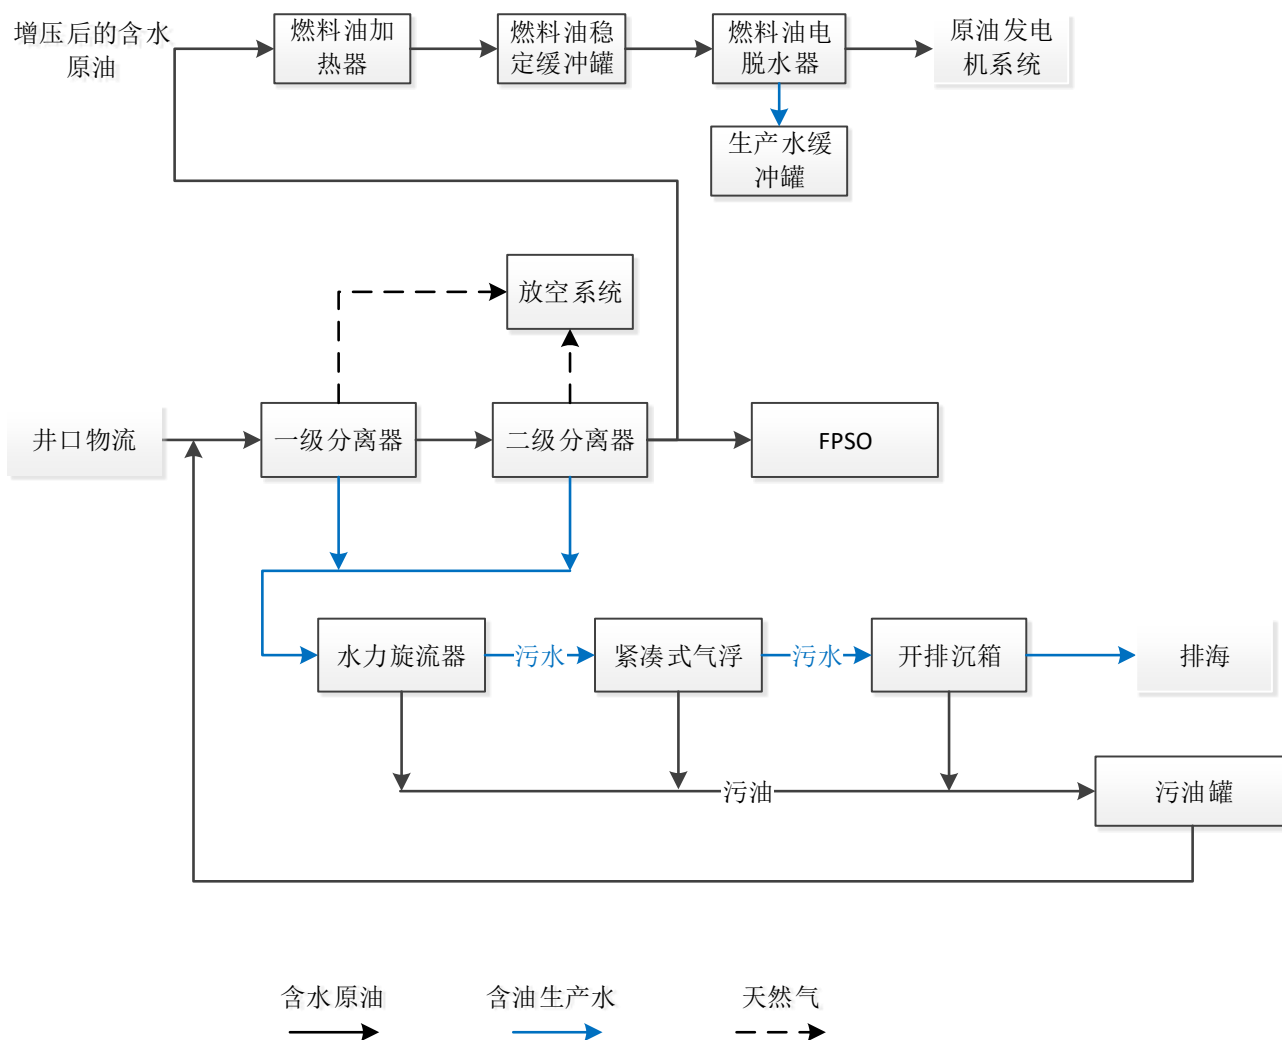 增压后的含水
原油
燃料油加
热器
燃料油稳
定缓冲罐
燃料油电
脱水器
原油发电
机系统
生产水缓
冲罐
放空系统
井口物流
一级分离器
二级分离器
FPSO
水力旋流器
污水
紧凑式气浮
污水
开排沉箱
排海
污油
污油罐
含水原油
含油生产水
天然气